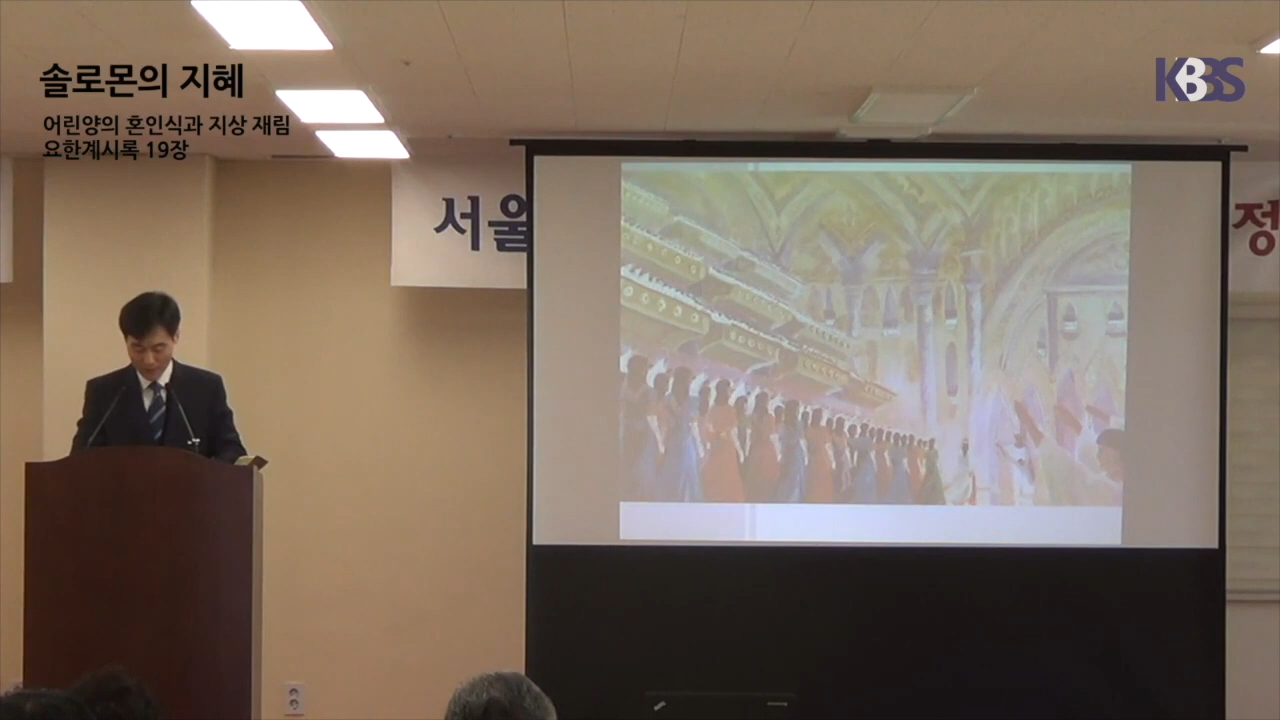 솔로몬의 지혜
어린양의 혼인식과 지상 재림
요한계시록 19장
KBBS
서울
정